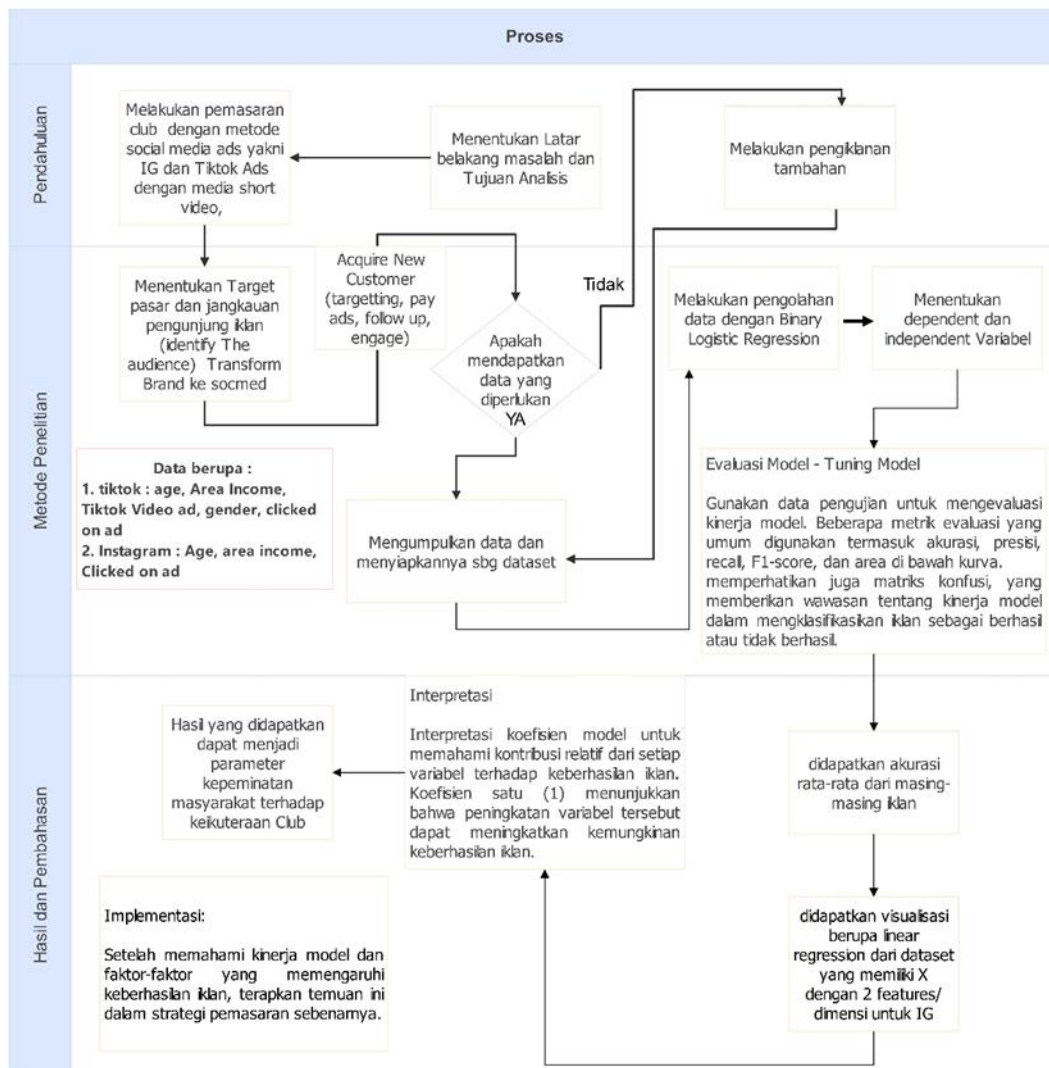 Proses
Pendahuluan
Melakukan pemasaran
club dengan metode
social media ads yakni
IG dan Tiktok Ads
dengan media short
video,
Menentukan Latar
belakang masalah dan
Tujuan Analisis
Melakukan pengiklanan
tambahan
Metode Penelitian
Menentukan Target
pasar dan jangkauan
pengunjung iklan
(identify The
audience) Transform
Brand ke socmed
Acquire New
Customer
(targetting, pay
ads, follow up,
engage)
Apakah
mendapatkan
data yang
diperlukan
YA
Tidak
Melakukan pengolahan
data dengan Binary
Logistic Regression
Menentukan
dependent dan
independent Variabel
Data berupa :
1. tiktok : age, Area Income,
Tiktok Video ad, gender, clicked
on ad
2. Instagram : Age, area income,
Clicked on ad
Mengumpulkan data dan
menyiapkannya sbg dataset
Evaluasi Model - Tuning Model
Gunakan data pengujian untuk mengevaluasi
kinerja model. Beberapa metrik evaluasi yang
umum digunakan termasuk akurasi, presisi,
recall, F1-score, dan area di bawah kurva.
memperhatikan juga matriks konfusi, yang
memberikan wawasan tentang kinerja model
dalam mengklasifikasikan iklan sebagai berhasil
atau tidak berhasil.
Hasil dan Pembahasan
Hasil yang didapatkan
dapat menjadi
parameter
kepeminatan
masyarakat terhadap
keikuteraan Club
Interpretasi
Interpretasi koefisien model untuk
memahami kontribusi relatif dari setiap
variabel terhadap keberhasilan iklan.
Koefisien satu (1) menunjukkan
bahwa peningkatan variabel tersebut
dapat meningkatkan kemungkinan
keberhasilan iklan.
didapatkan akurasi
rata-rata dari masing-
masing iklan
Implementasi:
Setelah memahami kinerja model dan
faktor-faktor yang memengaruhi
keberhasilan iklan, terapkan temuan ini
dalam strategi pemasaran sebenarnya.
didapatkan visualisasi
berupa linear
regression dari dataset
yang memiliki X
dengan 2 features/
dimensi untuk IG